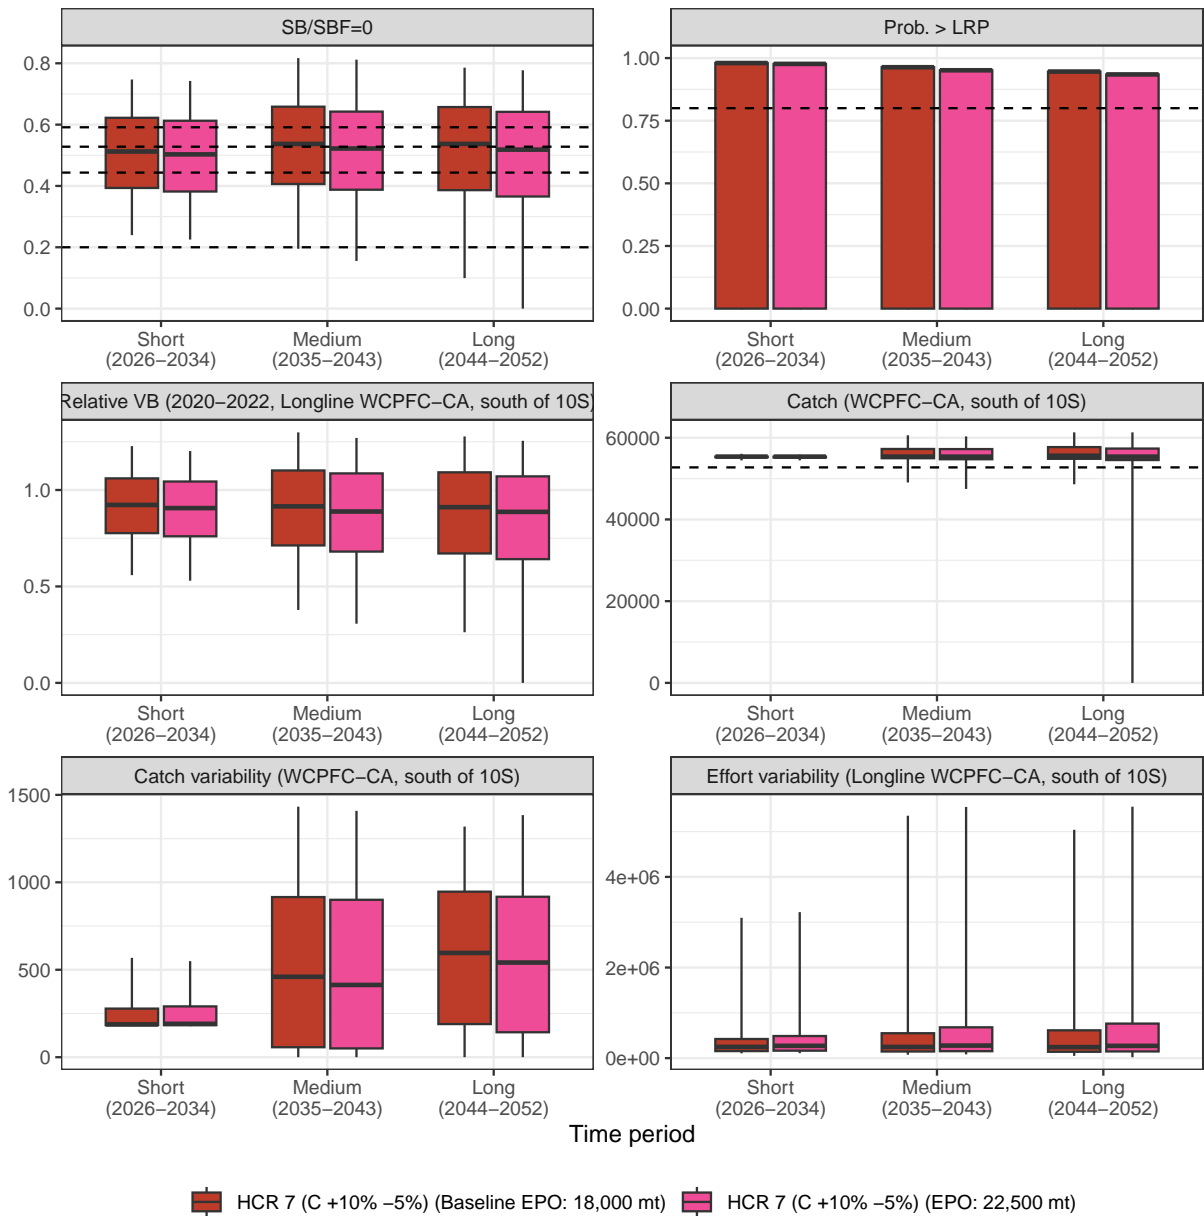 SB/SBF=0
0.8
0.6
0.4
0.2
0.0
Short
(2026−2034)
Medium
(2035−2043)
Long
(2044−2052)
Prob. > LRP
1.00
0.75
0.50
0.25
0.00
Short
(2026−2034)
Medium
(2035−2043)
Long
(2044−2052)
Relative VB (2020−2022, Longline WCPFC−CA, south of 10S)
1.0
0.5
0.0
Short
(2026−2034)
Medium
(2035−2043)
Long
(2044−2052)
Catch (WCPFC−CA, south of 10S)
60000
40000
20000
0
Short
(2026−2034)
Medium
(2035−2043)
Long
(2044−2052)
Catch variability (WCPFC−CA, south of 10S)
1500
1000
500
0
Short
(2026−2034)
Medium
(2035−2043)
Long
(2044−2052)
Effort variability (Longline WCPFC−CA, south of 10S)
4e+06
2e+06
0e+00
Short
(2026−2034)
Medium
(2035−2043)
Long
(2044−2052)
Time period
HCR 7 (C +10% −5%) (Baseline EPO: 18,000 mt)
HCR 7 (C +10% −5%) (EPO: 22,500 mt)